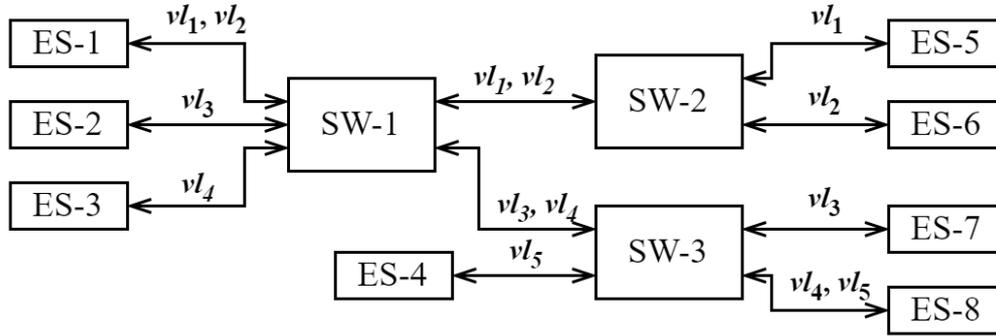 vl1, vl2
vl1
ES-1
ES-5
vl1, vl2
ES-2
vl3
SW-1
SW-2
vl2
ES-6
ES-3
vl4
vl3, vl4
vl3
ES-7
SW-3
ES-4
vl5
vl4, vl5
ES-8